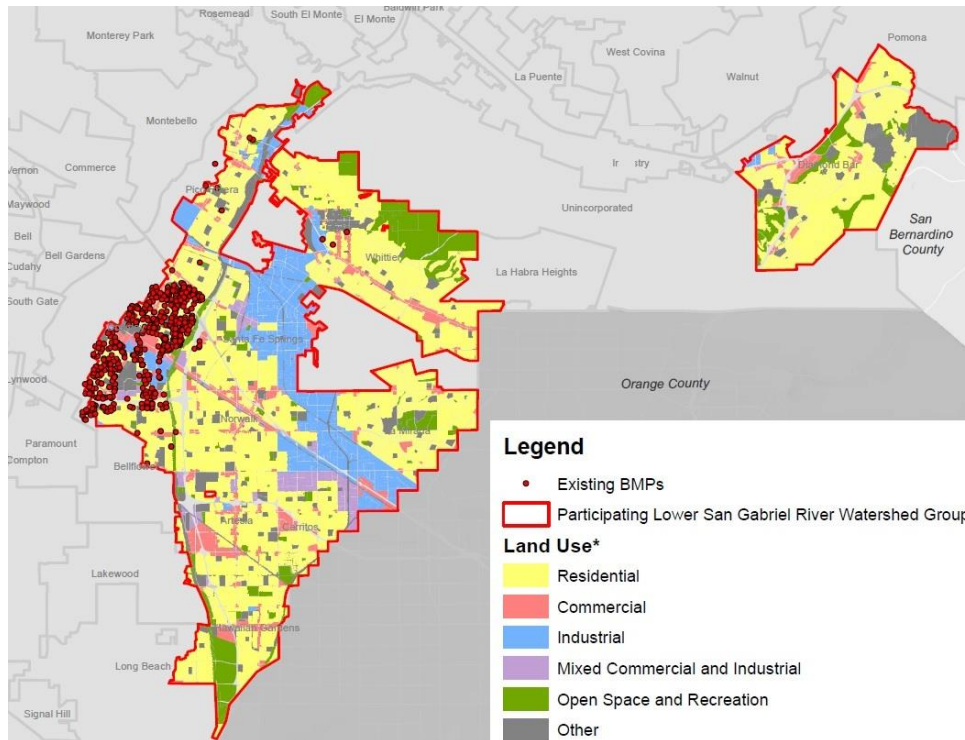 Rosemead
South El Monte
El Monte
Baldwin Park
Monterey Park
West Covina
Pomona
La Puente
Walnut
Montebello
Vernon
Commerce
Diamond Bar
Maywood
Pico Rivera
Unincorporated
San
Bernardino
County
Bell
Bell Gardens
Whittier
Cudahy
La Habra Heights
South Gate
Santa Fe Springs
Lynwood
Orange County
Norwalk
La Mirada
Paramount
Compton
Bellflower
Artesia
Cerritos
Lakewood
Hawaiian Gardens
Long Beach
Signal Hill
Legend
Existing BMPs
Participating Lower San Gabriel River Watershed Group
Land Use*
Residential
Commercial
Industrial
Mixed Commercial and Industrial
Open Space and Recreation
Other